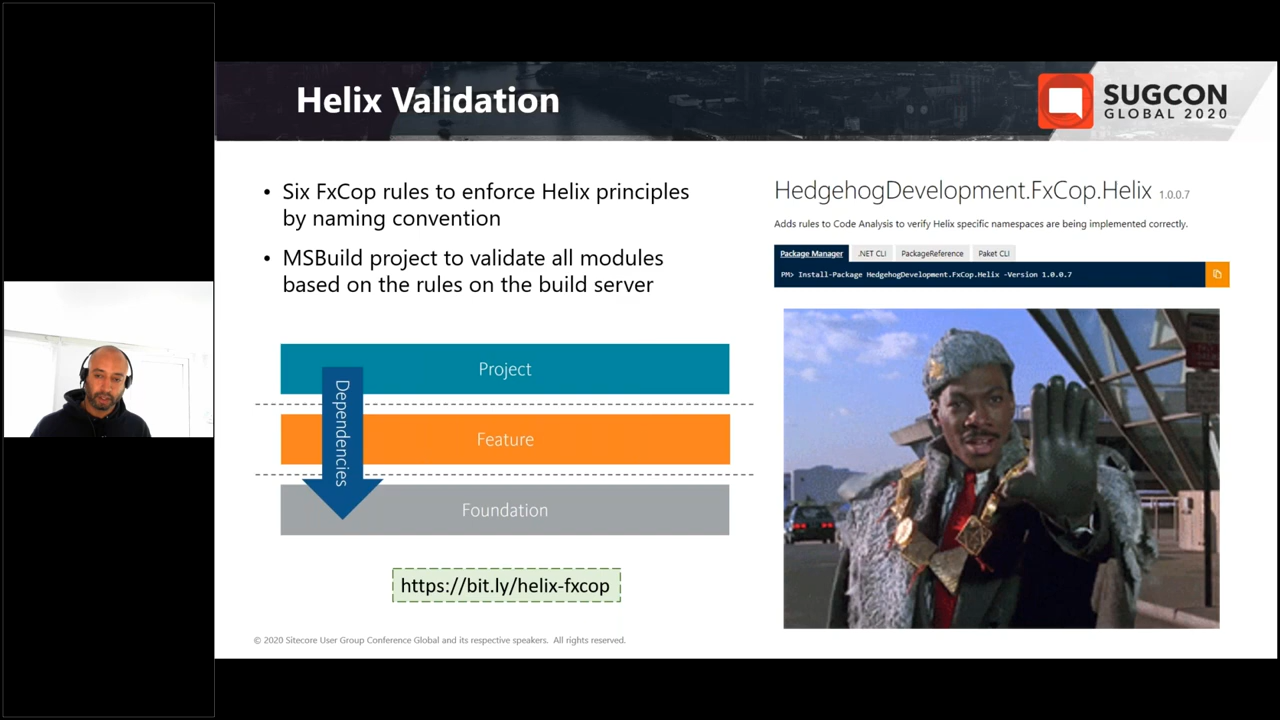 Helix Validation
SUGCON
GLOBAL 2020
• Six FxCop rules to enforce Helix principles
by naming convention
• MSBuild project to validate all modules
based on the rules on the build server
HedgehogDevelopment.FxCop.Helix 1.0.0.7
Adds rules to Code Analysis to verify Helix specific namespaces are being implemented correctly.
Package Manager .NET CLI PackageReference Paket CLI
PM> Install-Package HedgehogDevelopment.FxCop.Helix -Version 1.0.0.7
Project
Dependencies
Feature
Foundation
https://bit.ly/helix-fxcop
© 2020 Sitecore User Group Conference Global and its respective speakers. All rights reserved.